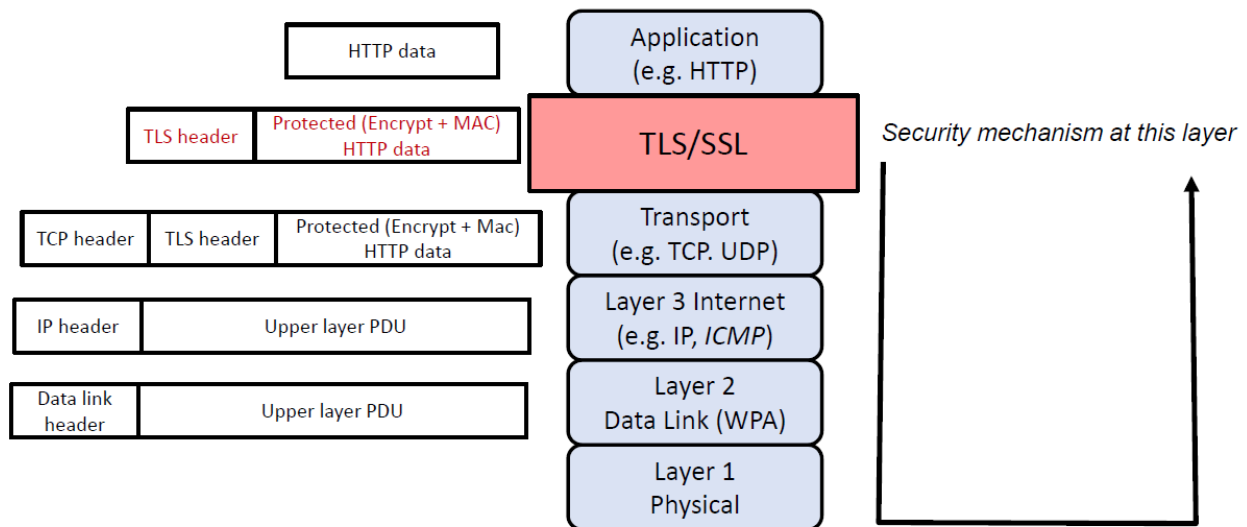 HTTP data
Application
(e.g. HTTP)
TLS header
Protected (Encrypt + MAC)
HTTP data
TLS/SSL
Security mechanism at this layer
TCP header
TLS header
Protected (Encrypt + Mac)
HTTP data
Transport
(e.g. TCP. UDP)
IP header
Upper layer PDU
Layer 3 Internet
(e.g. IP, ICMP)
Data link
header
Upper layer PDU
Layer 2
Data Link (WPA)
Layer 1
Physical